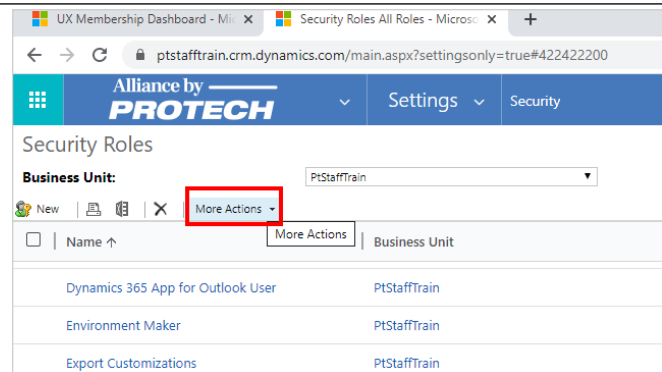 UX Membership Dashboard - Mic
Security Roles All Roles - Microso
ptstafftrain.crm.dynamics.com/main.aspx?settingsonly=true#422422200
Alliance by
PROTECH
Settings
Security
Security Roles
Business Unit:
PtStaffTrain
New
More Actions
More Actions
Name
Business Unit
Dynamics 365 App for Outlook User
PtStaffTrain
Environment Maker
PtStaffTrain
Export Customizations
PtStaffTrain